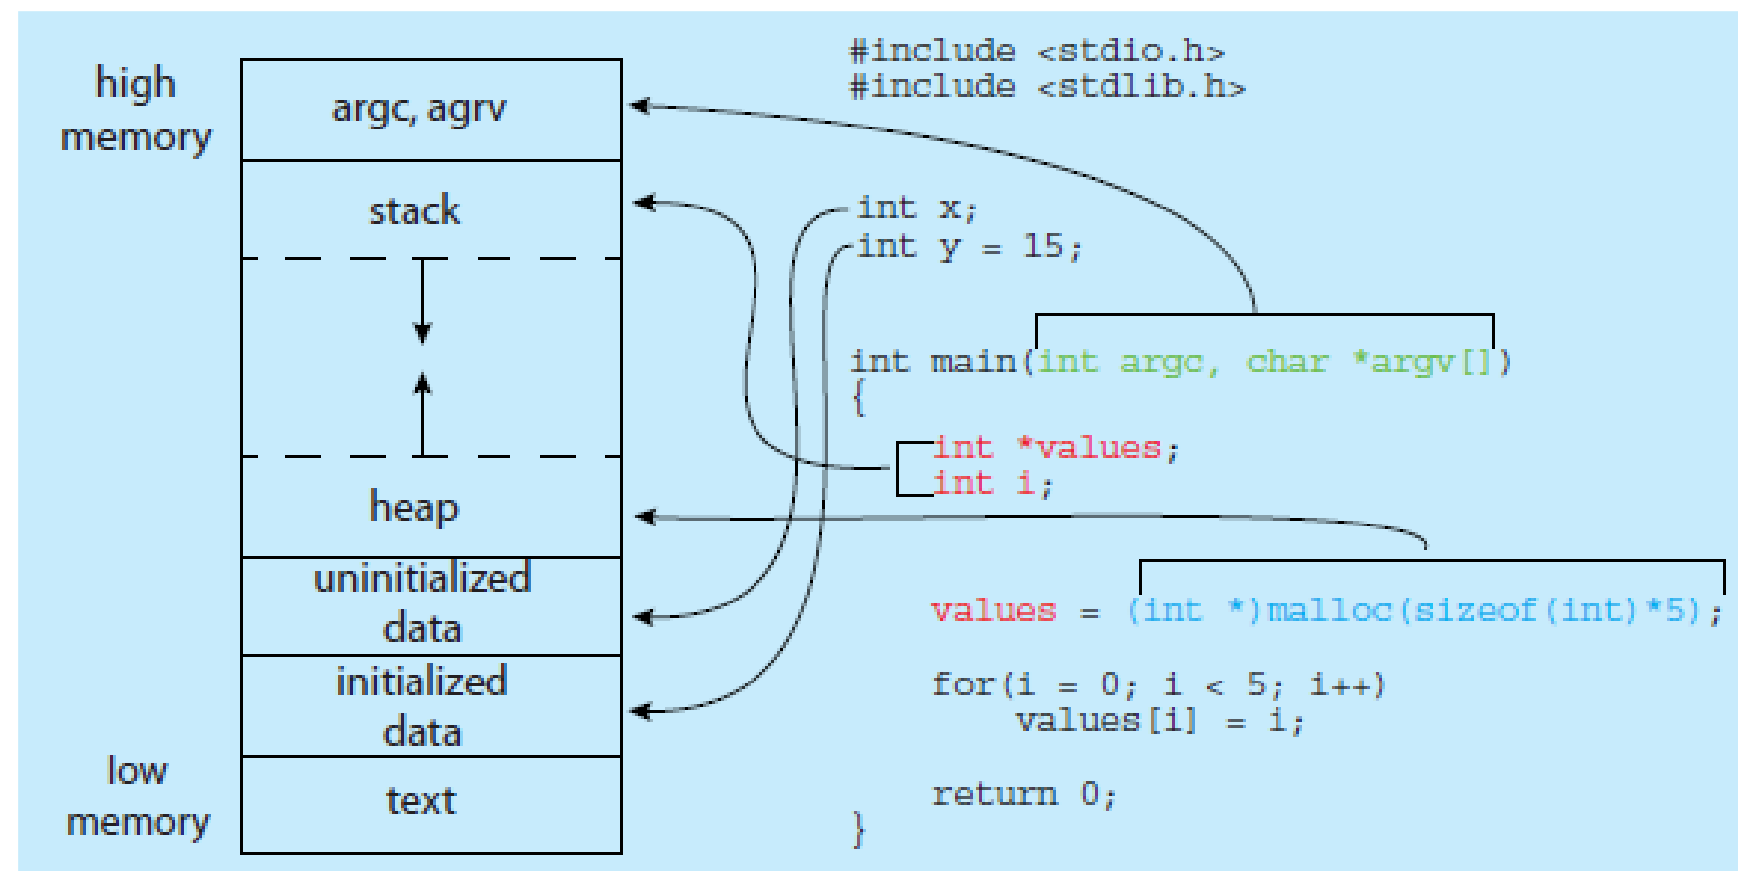 high
memory
argc, agrv
stack
heap
uninitialized
data
initialized
data
low
memory
text
#include <stdio.h>
#include <stdlib.h>
int x;
int y = 15;
int main(int argc, char *argv[])
{
int *values;
int i;
values = (int *)malloc(sizeof(int)*5);
for(i = 0; i < 5; i++)
values[i] = i;
return 0;
}